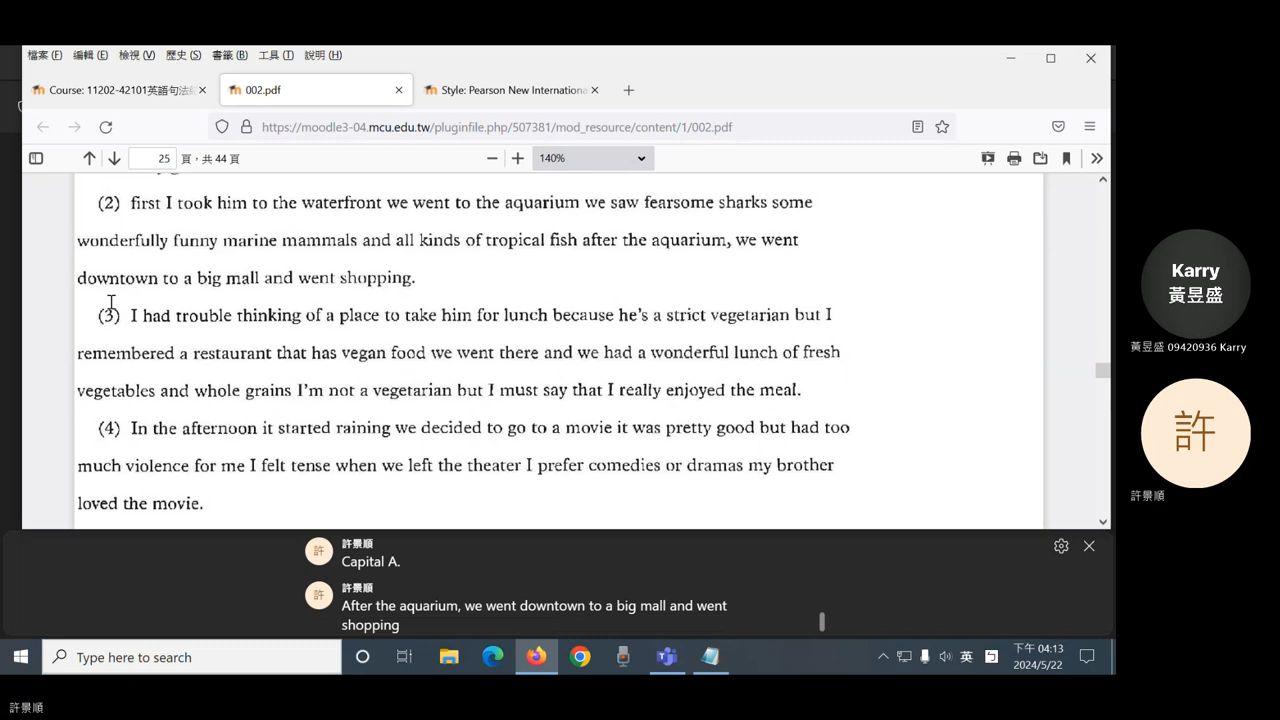 檔案 (F) 編輯 (E) 檢視 (V) 歷史 (S) 書籤 (B) 工具 (T) 說明 (H)
Course: 11202-42101英語句法
002.pdf
Style: Pearson New Internationa
https://moodle3-04.mcu.edu.tw/pluginfile.php/507381/mod_resource/content/1/002.pdf
25 頁，共 44 頁
140%
(2) first I took him to the waterfront we went to the aquarium we saw fearsome sharks some
wonderfully funny marine mammals and all kinds of tropical fish after the aquarium, we went
downtown to a big mall and went shopping.
(3) I had trouble thinking of a place to take him for lunch because he's a strict vegetarian but I
remembered a restaurant that has vegan food we went there and we had a wonderful lunch of fresh
vegetables and whole grains I'm not a vegetarian but I must say that I really enjoyed the meal.
(4) In the afternoon it started raining we decided to go to a movie it was pretty good but had too
much violence for me I felt tense when we left the theater I prefer comedies or dramas my brother
loved the movie.
Karry
黃昱盛
黃昱盛 09420936 Karry
許
許景順
許 許景順
Capital A.
許 許景順
After the aquarium, we went downtown to a big mall and went
shopping
Type here to search
英
下午 04:13
2024/5/22
許景順